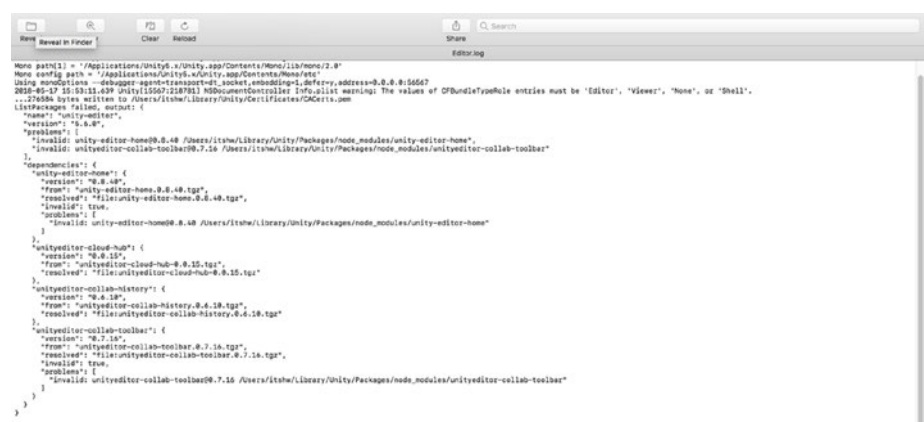 Reveal In Finder
Clear
Reload
Share
Search
Editor.log
Mono path[1] = '/Applications/Unity5.x/Unity.app/Contents/Mono/lib/mono/2.0'
Mono config path = '/Applications/Unity5.x/Unity.app/Contents/Mono/etc'
Using monoOptions --debugger-agent=transport=dt_socket,embedding=1,defer=y,address=0.0.0.0:56567
2018-05-17 15:53:11.639 Unity[15567:218781] NSDocumentController Info.plist warning: The values of CFBundleTypeRole entries must be 'Editor', 'Viewer', 'None', or 'Shell'.
...276584 bytes written to /Users/itshw/Library/Unity/Certificates/CACerts.pem
ListPackages failed, output: {
"name": "unity-editor",
"version": "5.6.0",
"problems": [
"invalid: unity-editor-home@0.8.40 /Users/itshw/Library/Unity/Packages/node_modules/unity-editor-home",
"invalid: unityeditor-collab-toolbar@0.7.16 /Users/itshw/Library/Unity/Packages/node_modules/unityeditor-collab-toolbar"
],
"dependencies": {
"unity-editor-home": {
"version": "0.8.40",
"from": "unity-editor-home.0.8.40.tgz",
"resolved": "file:unity-editor-home.0.8.40.tgz",
"invalid": true,
"problems": [
"invalid: unity-editor-home@0.8.40 /Users/itshw/Library/Unity/Packages/node_modules/unity-editor-home"
]
},
"unityeditor-cloud-hub": {
"version": "0.0.15",
"from": "unityeditor-cloud-hub-0.0.15.tgz",
"resolved": "file:unityeditor-cloud-hub-0.0.15.tgz"
},
"unityeditor-collab-history": {
"version": "0.6.10",
"from": "unityeditor-collab-history.0.6.10.tgz",
"resolved": "file:unityeditor-collab-history.0.6.10.tgz"
},
"unityeditor-collab-toolbar": {
"version": "0.7.16",
"from": "unityeditor-collab-toolbar.0.7.16.tgz",
"resolved": "file:unityeditor-collab-toolbar.0.7.16.tgz",
"invalid": true,
"problems": [
"invalid: unityeditor-collab-toolbar@0.7.16 /Users/itshw/Library/Unity/Packages/node_modules/unityeditor-collab-toolbar"
]
}
}
}